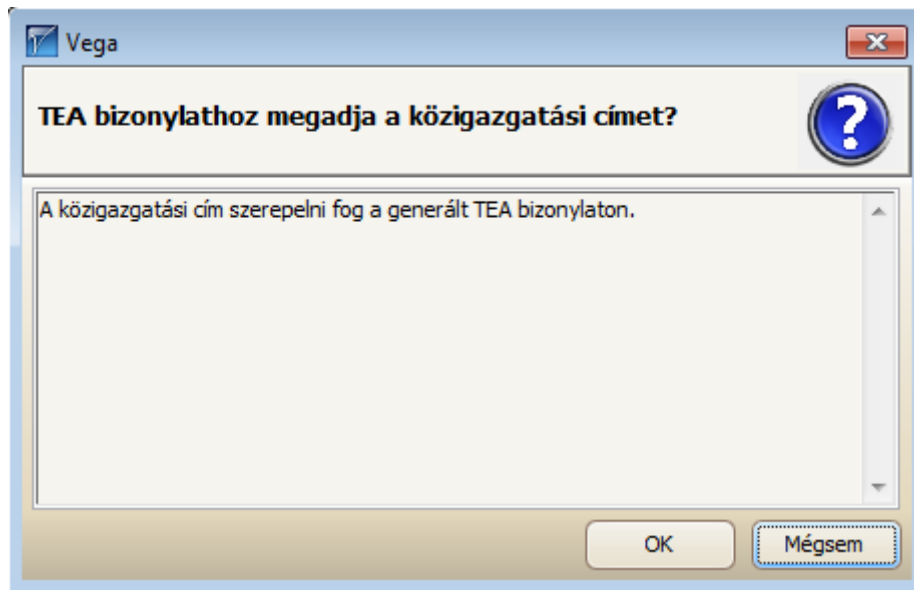 Vega
TEA bizonylathoz megadja a közigazgatási címet?
A közigazgatási cím szerepelni fog a generált TEA bizonylaton.
OK
Mégsem